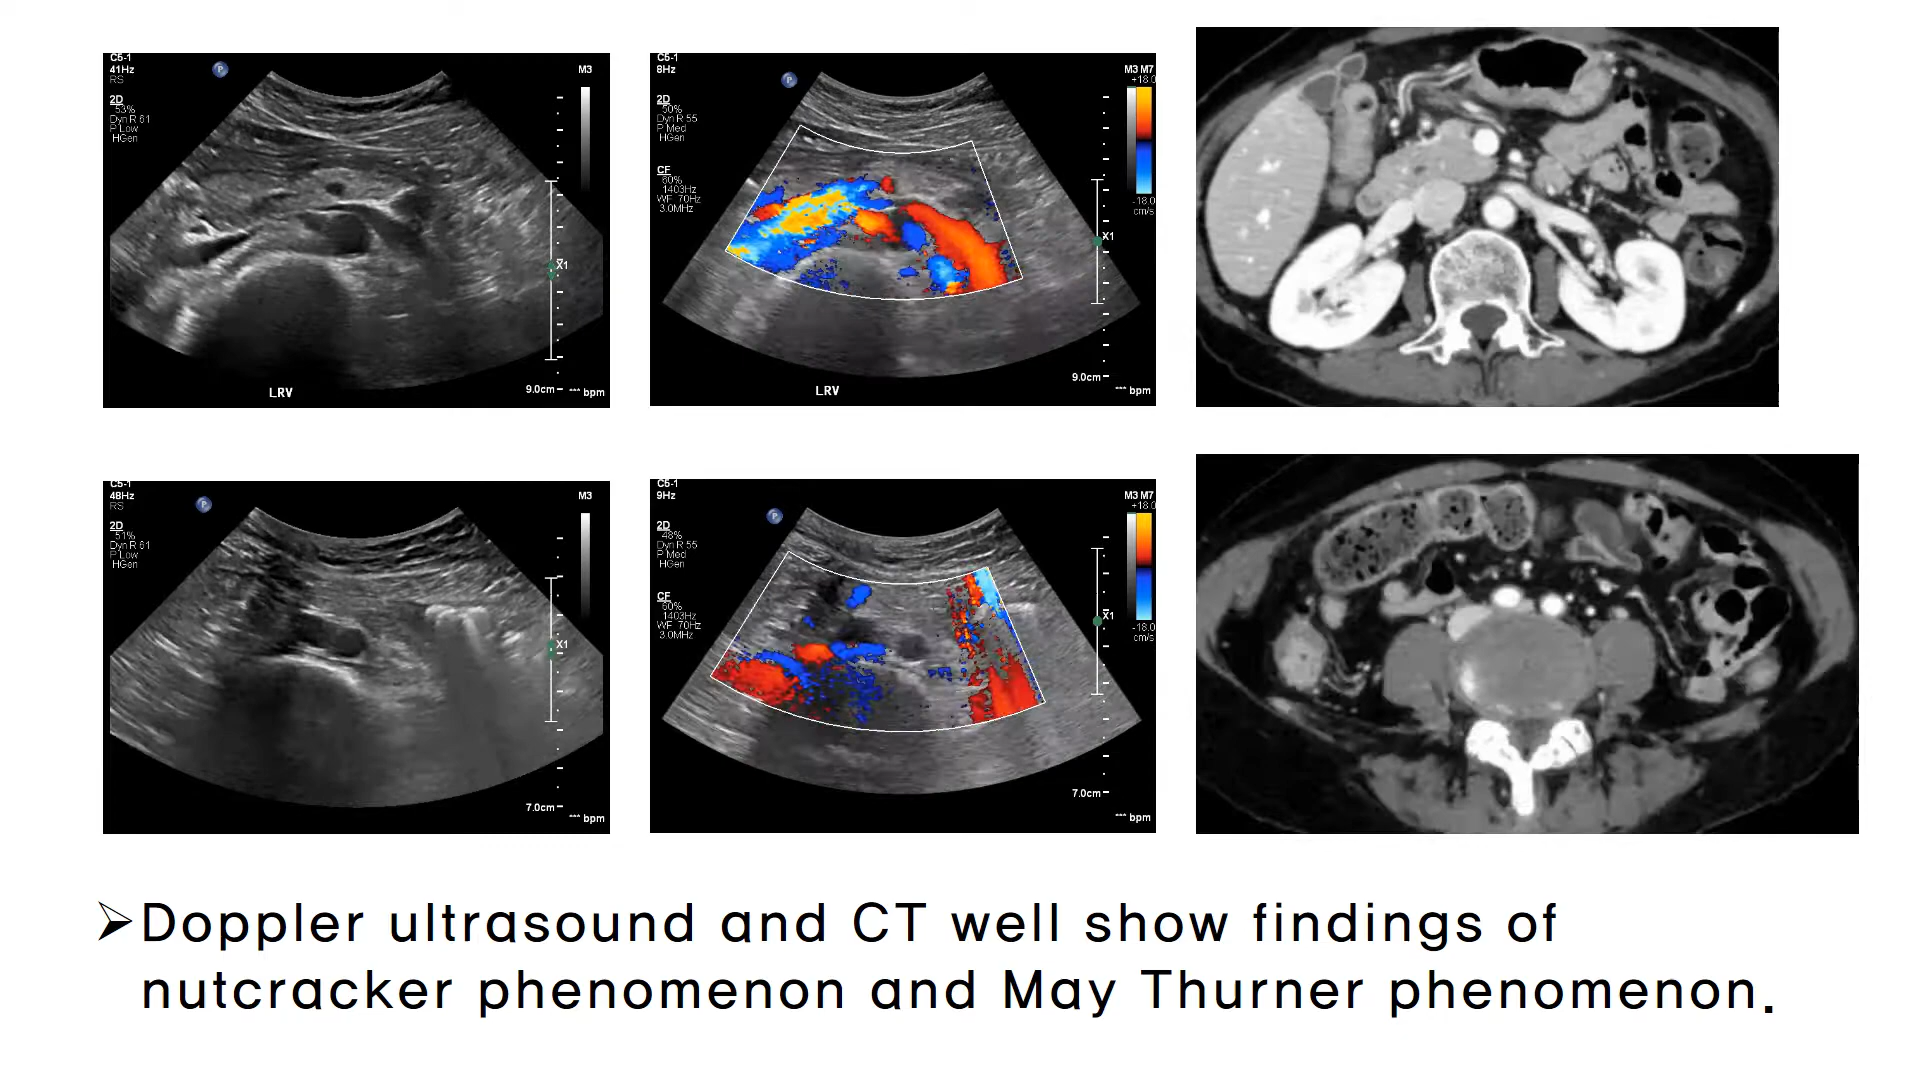 C5-1
41Hz
RS
2D
53%
Dyn R 61
P Low
HGen
P
M3
X1
9.0cm
*** bpm
LRV
C5-1
8Hz
2D
50%
Dyn R 55
P Med
HGen
CF
60%
1403Hz
WF 70Hz
3.0MHz
P
M3 M7
+18.0
-18.0
cm/s
X1
9.0cm
*** bpm
LRV
C5-1
48Hz
RS
2D
51%
Dyn R 61
P Low
HGen
P
M3
X1
7.0cm
*** bpm
C5-1
9Hz
2D
48%
Dyn R 55
P Med
HGen
CF
60%
1403Hz
WF 70Hz
3.0MHz
P
M3 M7
+18.0
-18.0
cm/s
X1
7.0cm
*** bpm
➢Doppler ultrasound and CT well show findings of
nutcracker phenomenon and May Thurner phenomenon.